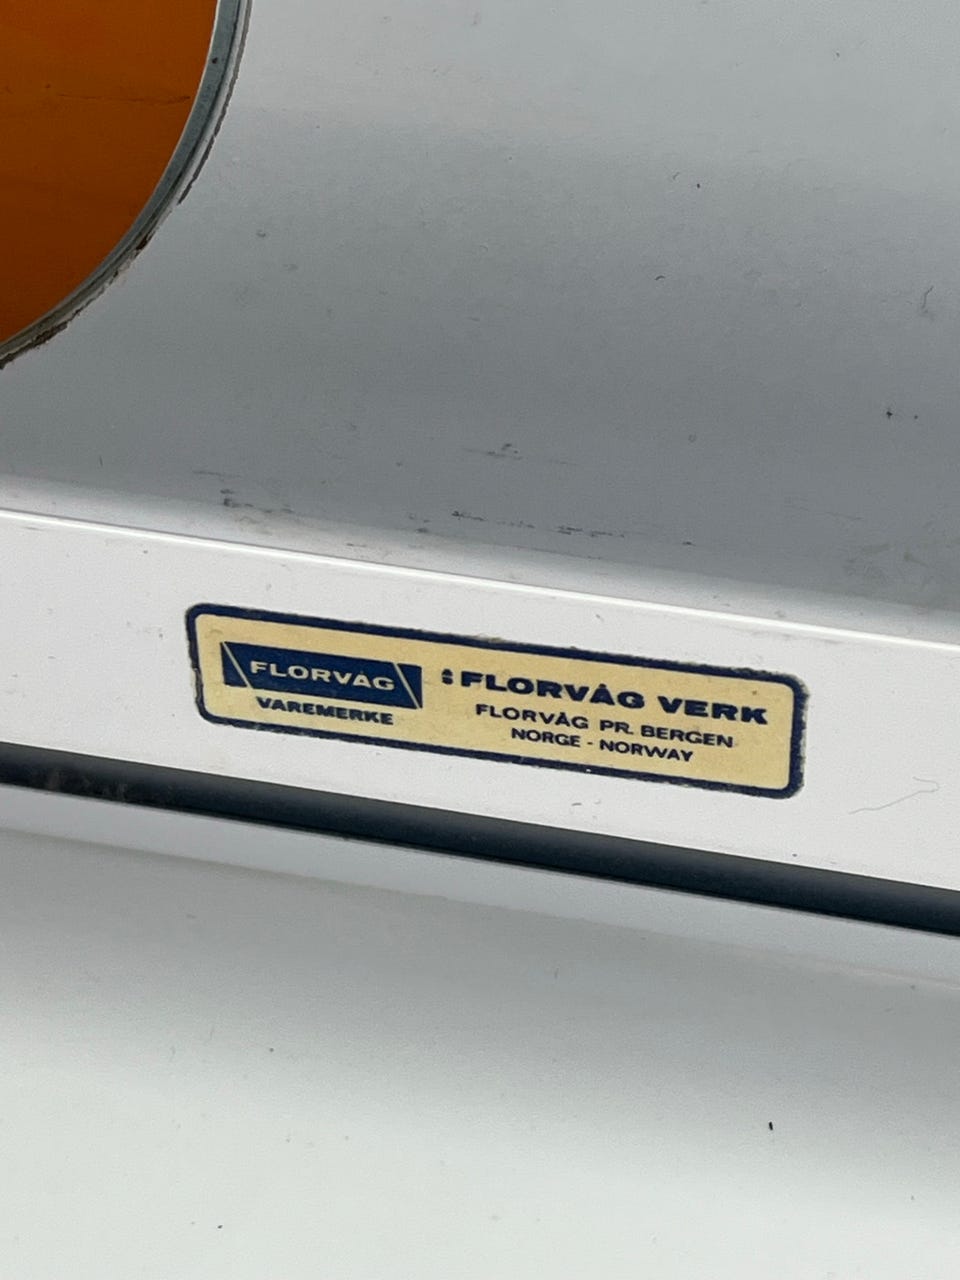 FLORVÅG
VAREMERKE
A/S FLORVÅG VERK
FLORVÅG PR. BERGEN
NORGE - NORWAY